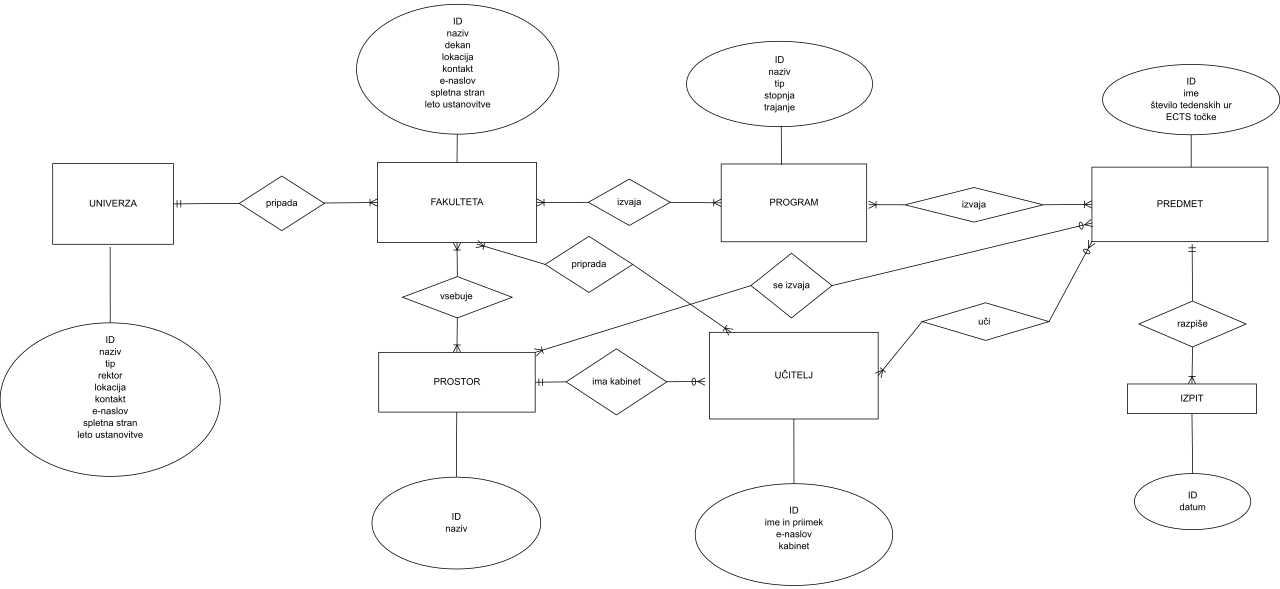 ID
naziv
dekan
lokacija
kontakt
e-naslov
spletna stran
leto ustanovitve
ID
naziv
tip
stopnja
trajanje
ID
ime
število tedenskih ur
ECTS točke
UNIVERZA
pripada
FAKULTETA
izvaja
PROGRAM
izvaja
PREDMET
priprada
se izvaja
vsebuje
uči
razpiše
PROSTOR
ima kabinet
UČITELJ
IZPIT
ID
naziv
tip
rektor
lokacija
kontakt
e-naslov
spletna stran
leto ustanovitve
ID
naziv
ID
ime in priimek
e-naslov
kabinet
ID
datum